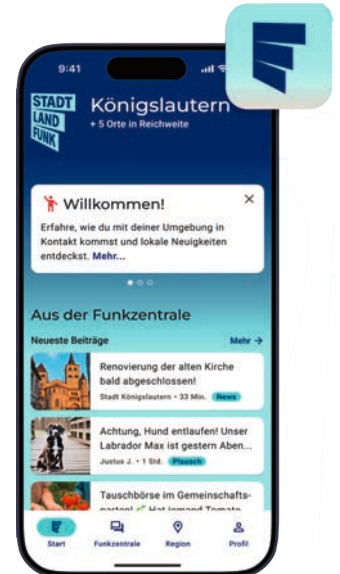 9:41
STADT
LAND
FUNK
Königslautern
+ 5 Orte in Reichweite
Willkommen!
Erfahre, wie du mit deiner Umgebung in
Kontakt kommst und lokale Neuigkeiten
entdeckst. Mehr...
Aus der Funkzentrale
Neueste Beiträge
Mehr →
Renovierung der alten Kirche
bald abgeschlossen!
Stadt Königslautern • 33 Min. News
Achtung, Hund entlaufen! Unser
Labrador Max ist gestern Aben...
Justus J. • 1 Std. Plausch
Tauschbörse im Gemeinschafts-
garten! Hat jemand Tomate
Start
Funkzentrale
Region
Profil